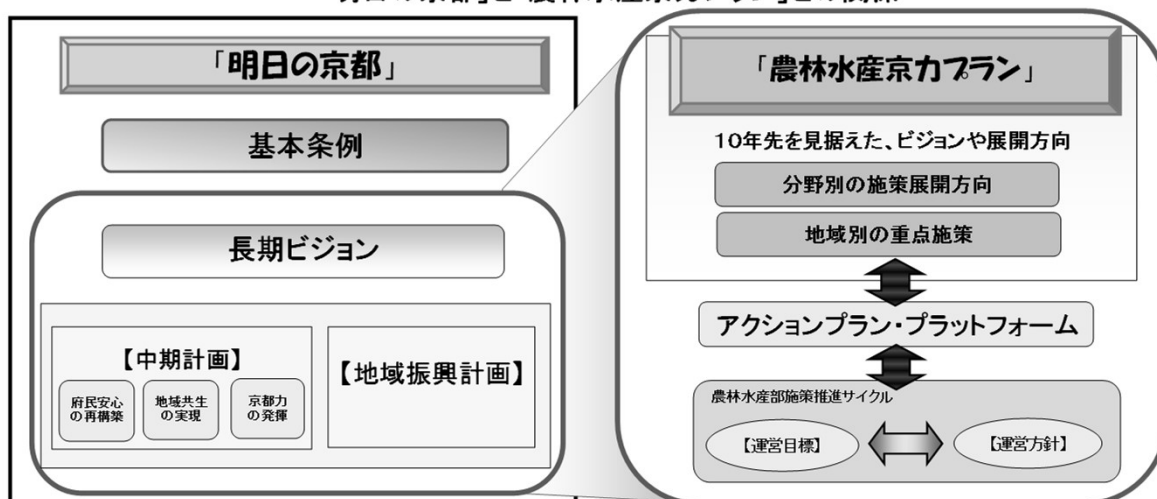 「明日の京都」
基本条例
長期ビジョン
【中期計画】
府民安心
の再構築
地域共生
の実現
京都力
の発揮
【地域振興計画】
「農林水産京力プラン」
10年先を見据えた、ビジョンや展開方向
分野別の施策展開方向
地域別の重点施策
アクションプラン・プラットフォーム
農林水産部施策推進サイクル
【運営目標】
【運営方針】